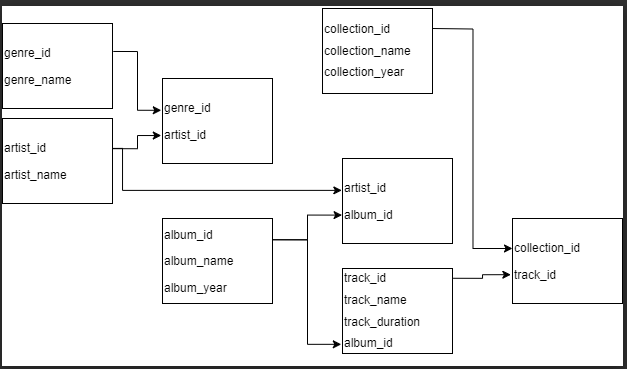 genre_id
genre_name
artist_id
artist_name
genre_id
artist_id
collection_id
collection_name
collection_year
artist_id
album_id
album_id
album_name
album_year
track_id
track_name
track_duration
album_id
collection_id
track_id